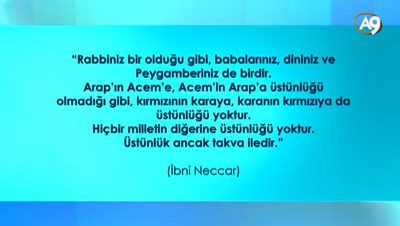 A9
“Rabbiniz bir olduğu gibi, babalarınız, dininiz ve
Peygamberiniz de birdir.
Arap’ın Acem’e, Acem’in Arap’a üstünlüğü
olmadığı gibi, kırmızının karaya, karanın kırmızıya da
üstünlüğü yoktur.
Hiçbir milletin diğerine üstünlüğü yoktur.
Üstünlük ancak takva iledir.”
(İbni Neccar)